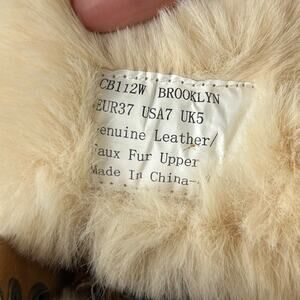 CB112W BROOKLYN
EUR37 USA7 UK5
enuine Leather/
aux Fur Upper
Made In China-